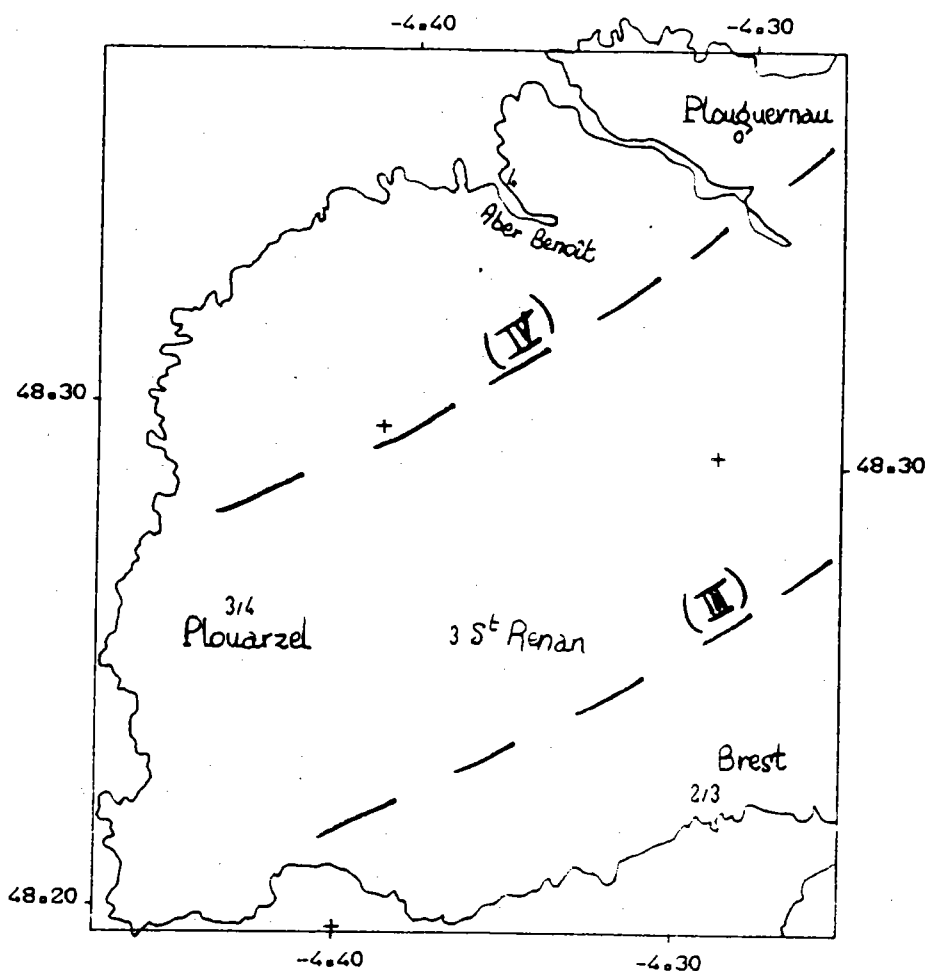 -4.40
-4.30
Plouguernau
Aber Benoît
(IV)
48.30
48.30
(III)
3/4
Plouarzel
3 St Renan
Brest
2/3
48.20
-4.40
-4.30